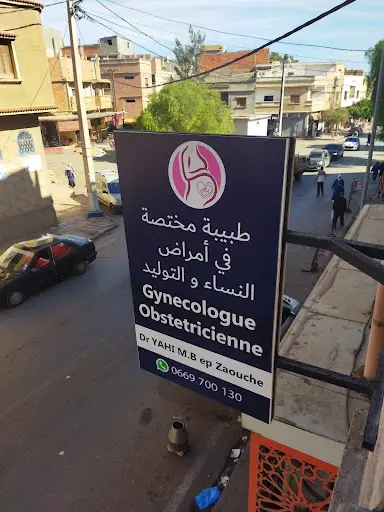 طبيبة مختصة
في أمراض
النساء و التوليد
Gynecologue
Obstetricienne
Dr YAHI M.B ep Zaouche
0669 700 130